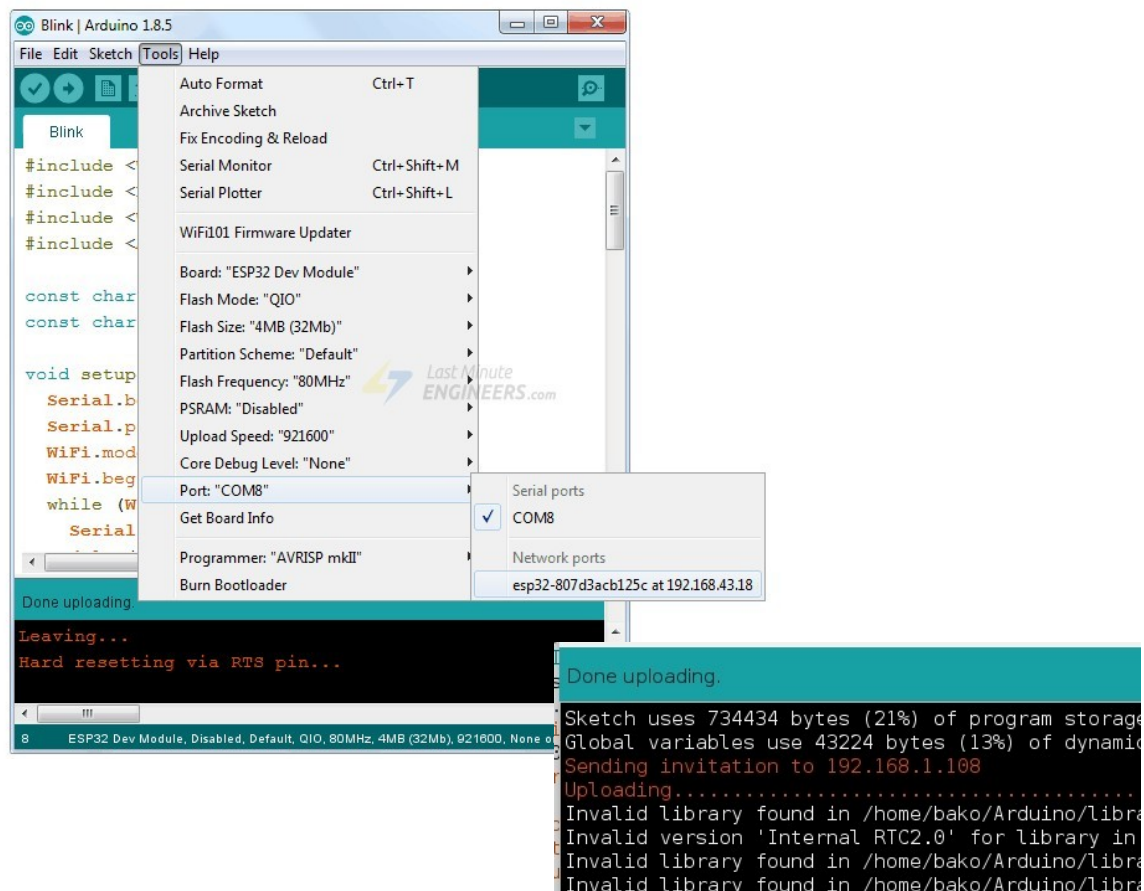 Blink | Arduino 1.8.5
File Edit Sketch Tools Help
Blink
Auto Format Ctrl+T
Archive Sketch
Fix Encoding & Reload
Serial Monitor Ctrl+Shift+M
Serial Plotter Ctrl+Shift+L
WiFi101 Firmware Updater
Board: "ESP32 Dev Module"
Flash Mode: "QIO"
Flash Size: "4MB (32Mb)"
Partition Scheme: "Default"
Flash Frequency: "80MHz"
PSRAM: "Disabled"
Upload Speed: "921600"
Core Debug Level: "None"
Port: "COM8"
Get Board Info
Programmer: "AVRISP mkII"
Burn Bootloader
Serial ports
COM8
Network ports
esp32-807d3acb125c at 192.168.43.18
#include <
#include <
#include <
#include <
const char
const char
void setup
Serial.b
Serial.p
WiFi.mod
WiFi.beg
while (W
Serial
Last Minute
ENGINEERS.com
Done uploading.
Leaving...
Hard resetting via RTS pin...
8 ESP32 Dev Module, Disabled, Default, QIO, 80MHz, 4MB (32Mb), 921600, None o
Done uploading.
Sketch uses 734434 bytes (21%) of program storage
Global variables use 43224 bytes (13%) of dynamic
Sending invitation to 192.168.1.108
Uploading.......................................
Invalid library found in /home/bako/Arduino/libra
Invalid version 'Internal RTC2.0' for library in
Invalid library found in /home/bako/Arduino/libra
Invalid library found in /home/bako/Arduino/libra